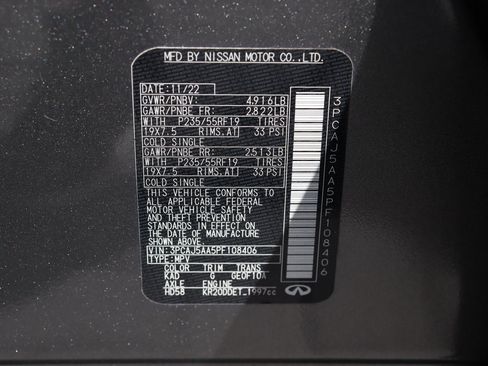 MFD BY NISSAN MOTOR CO.,LTD.
DATE: 11/22
GVWR/PNBV: 4916LB
GAWR/PNBE FR: 2822LB
WITH P235/55RF19 TIRES
19X7.5 RIMS.AT 33 PSI
COLD SINGLE
GAWR/PNBE RR: 2513LB
WITH P235/55RF19 TIRES
19X7.5 RIMS.AT 33 PSI
COLD SINGLE
THIS VEHICLE CONFORMS TO
ALL APPLICABLE FEDERAL
MOTOR VEHICLE SAFETY
AND THEFT PREVENTION
STANDARDS IN EFFECT ON
THE DATE OF MANUFACTURE
SHOWN ABOVE.
VIN: 3PCAJ5AA5PF108406
TYPE: MPV
COLOR TRIM TRANS
KAD G GE0F10A
AXLE ENGINE
HD58 KR20DDET 1997cc
3PCAJ5AA5PF108406
INFINITI